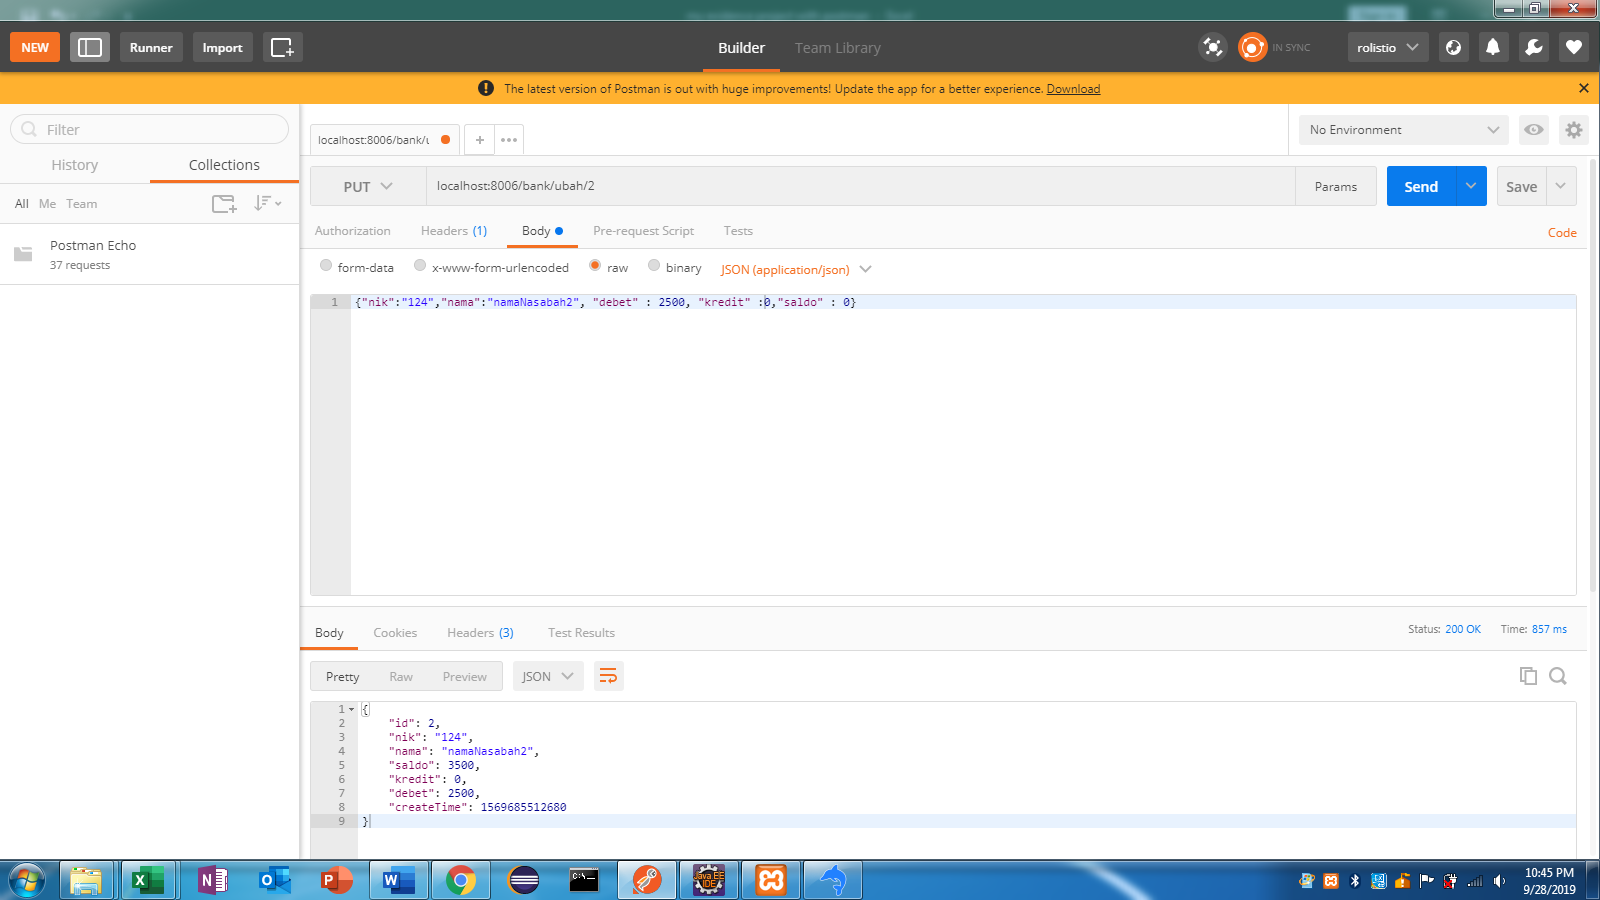 NEW Runner Import Builder Team Library IN SYNC rolistio
The latest version of Postman is out with huge improvements! Update the app for a better experience. Download
Filter
History Collections
All Me Team
Postman Echo
37 requests
localhost:8006/bank/u
No Environment
PUT localhost:8006/bank/ubah/2 Params Send Save
Authorization Headers (1) Body Pre-request Script Tests Code
form-data x-www-form-urlencoded raw binary JSON (application/json)
1 {"nik":"124","nama":"namaNasabah2", "debet" : 2500, "kredit" :0,"saldo" : 0}
Body Cookies Headers (3) Test Results Status: 200 OK Time: 857 ms
Pretty Raw Preview JSON
1 {
2 "id": 2,
3 "nik": "124",
4 "nama": "namaNasabah2",
5 "saldo": 3500,
6 "kredit": 0,
7 "debet": 2500,
8 "createTime": 1569685512680
9 }
Java EE
IDE
10:45 PM
9/28/2019